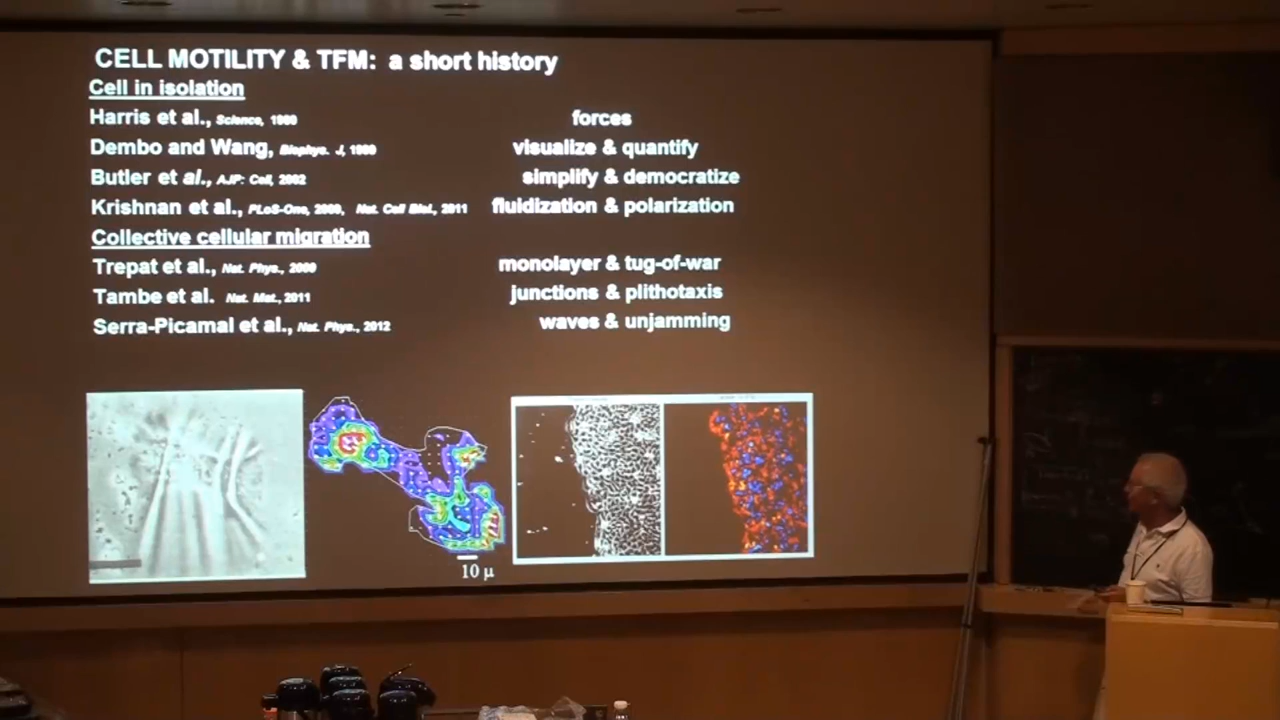 CELL MOTILITY & TFM: a short history
Cell in isolation
Harris et al., Science, 1980 forces
Dembo and Wang, Biophys. J, 1999 visualize & quantify
Butler et al., AJP: Cell, 2002 simplify & democratize
Krishnan et al., PLoS-One, 2009, Nat. Cell Biol., 2011 fluidization & polarization
Collective cellular migration
Trepat et al., Nat. Phys., 2009 monolayer & tug-of-war
Tambe et al. Nat. Mat., 2011 junctions & plithotaxis
Serra-Picamal et al., Nat. Phys., 2012 waves & unjamming
10 μ